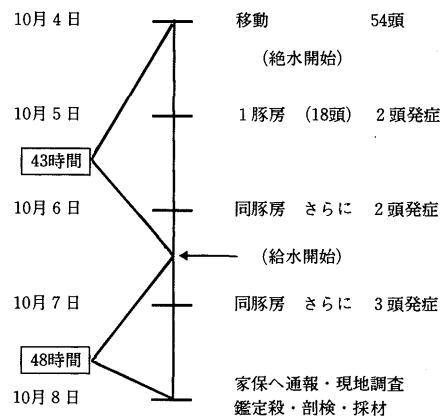 10月4日 移動 54頭
(絶水開始)
10月5日 1豚房 (18頭) 2頭発症
43時間
10月6日 同豚房 さらに 2頭発症
(給水開始)
10月7日 同豚房 さらに 3頭発症
48時間
家保へ通報・現地調査
10月8日 鑑定殺・剖検・採材